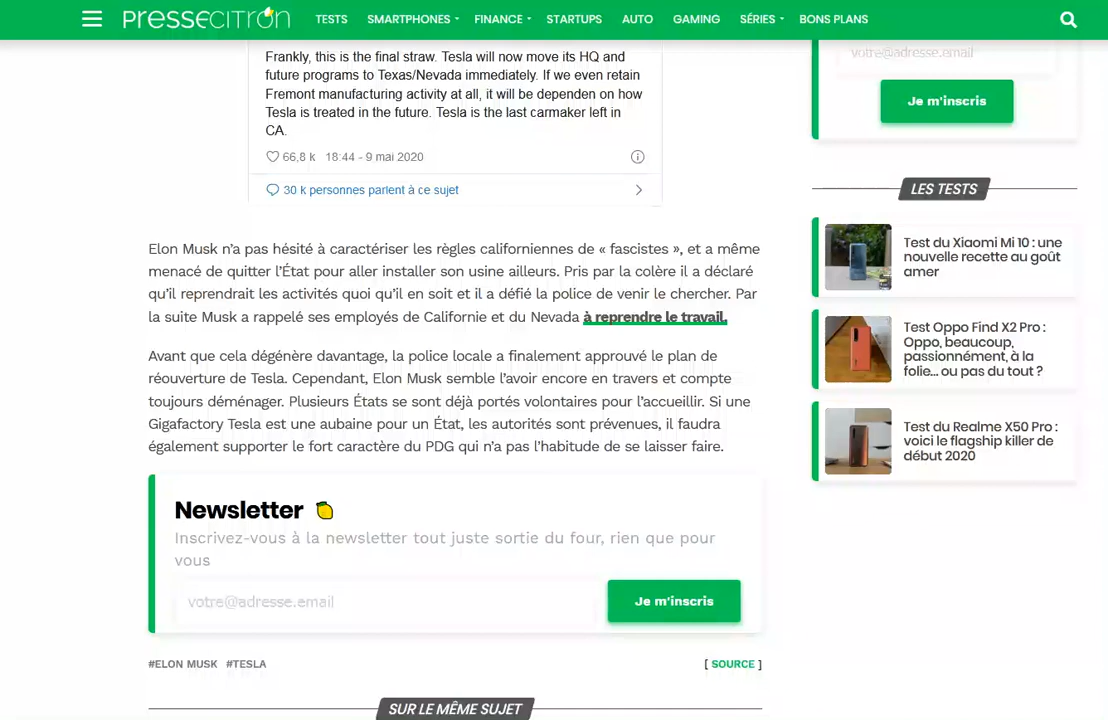 PRESSECITRON
TESTS
SMARTPHONES
FINANCE
STARTUPS
AUTO
GAMING
SÉRIES
BONS PLANS
Frankly, this is the final straw. Tesla will now move its HQ and
future programs to Texas/Nevada immediately. If we even retain
Fremont manufacturing activity at all, it will be dependen on how
Tesla is treated in the future. Tesla is the last carmaker left in
CA.
66,8 k 18:44 - 9 mai 2020
30 k personnes parlent à ce sujet
Elon Musk n'a pas hésité à caractériser les règles californiennes de « fascistes », et a même
menacé de quitter l'État pour aller installer son usine ailleurs. Pris par la colère il a déclaré
qu'il reprendrait les activités quoi qu'il en soit et il a défié la police de venir le chercher. Par
la suite Musk a rappelé ses employés de Californie et du Nevada à reprendre le travail.
Avant que cela dégénère davantage, la police locale a finalement approuvé le plan de
réouverture de Tesla. Cependant, Elon Musk semble l'avoir encore en travers et compte
toujours déménager. Plusieurs États se sont déjà portés volontaires pour l'accueillir. Si une
Gigafactory Tesla est une aubaine pour un État, les autorités sont prévenues, il faudra
également supporter le fort caractère du PDG qui n'a pas l'habitude de se laisser faire.
Newsletter
Inscrivez-vous à la newsletter tout juste sortie du four, rien que pour
vous
votre@adresse.email
Je m'inscris
#ELON MUSK #TESLA
[ SOURCE ]
SUR LE MÊME SUJET
votre@adresse.email
Je m'inscris
LES TESTS
Test du Xiaomi Mi 10 : une
nouvelle recette au goût
amer
Test Oppo Find X2 Pro :
Oppo, beaucoup,
passionnément, à la
folie... ou pas du tout ?
Test du Realme X50 Pro :
voici le flagship killer de
début 2020